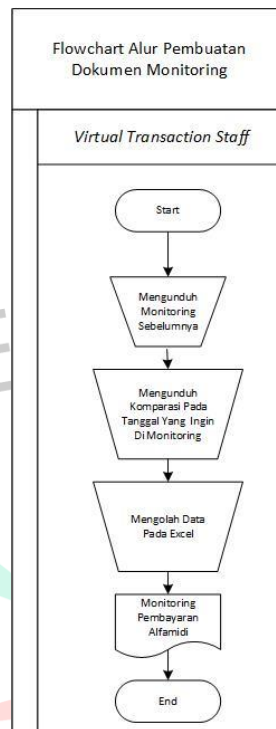 Flowchart Alur Pembuatan
Dokumen Monitoring
Virtual Transaction Staff
Start
Mengunduh
Monitoring
Sebelumnya
Mengunduh
Komparasi Pada
Tanggal Yang Ingin
Di Monitoring
Mengolah Data
Pada Excel
Monitoring
Pembayaran
Alfamidi
End